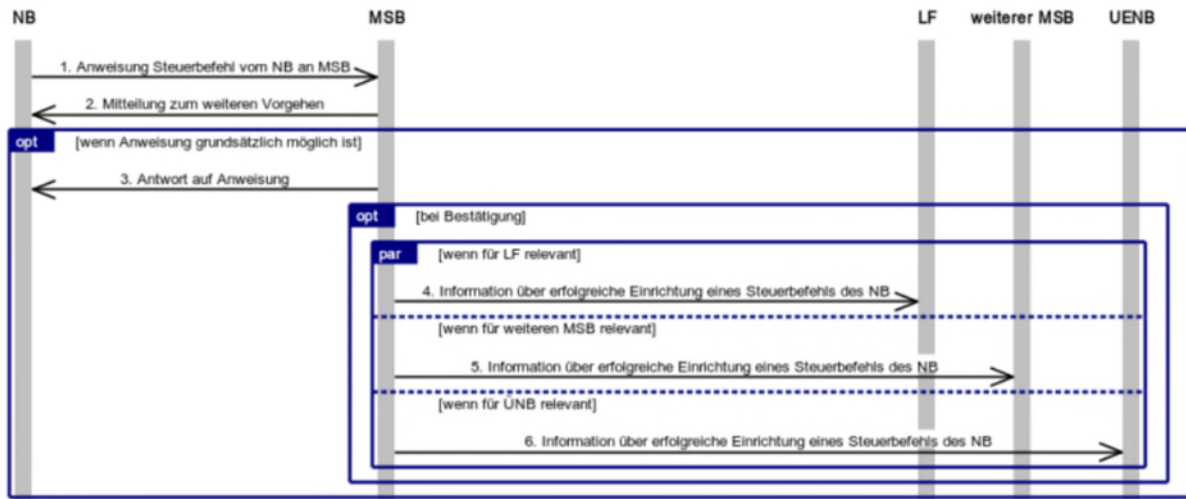 NB MSB LF weiterer MSB UENB
1. Anweisung Steuerbefehl vom NB an MSB
2. Mitteilung zum weiteren Vorgehen
opt [wenn Anweisung grundsätzlich möglich ist]
3. Antwort auf Anweisung
opt [bei Bestätigung]
par [wenn für LF relevant]
4. Information über erfolgreiche Einrichtung eines Steuerbefehls des NB
[wenn für weiteren MSB relevant]
5. Information über erfolgreiche Einrichtung eines Steuerbefehls des NB
[wenn für ÜNB relevant]
6. Information über erfolgreiche Einrichtung eines Steuerbefehls des NB